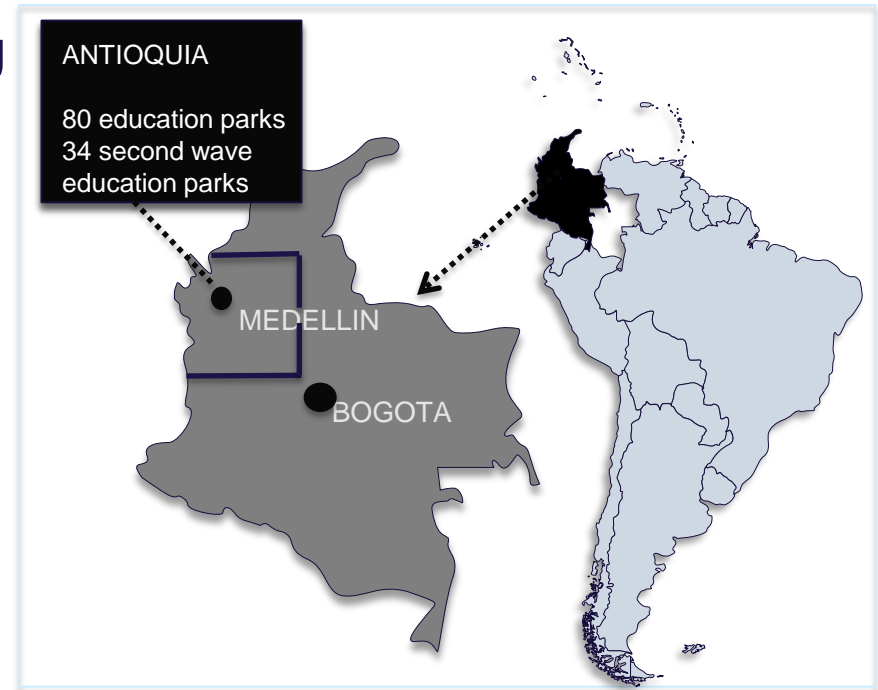 ANTIOQUIA
80 education parks
34 second wave
education parks
MEDELLIN
BOGOTA